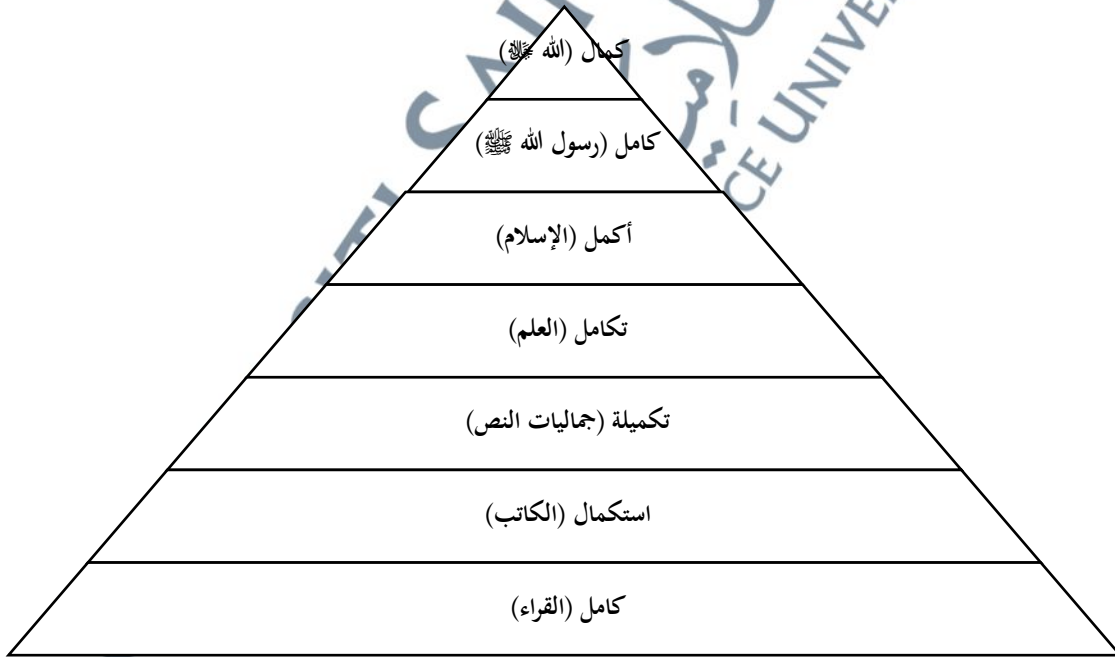 كمال (الله ﷻ)
كامل (رسول الله ﷺ)
أكمل (الإسلام)
تكامل (العلم)
تكميلة (جماليات النص)
استكمال (الكاتب)
كامل (القراء)